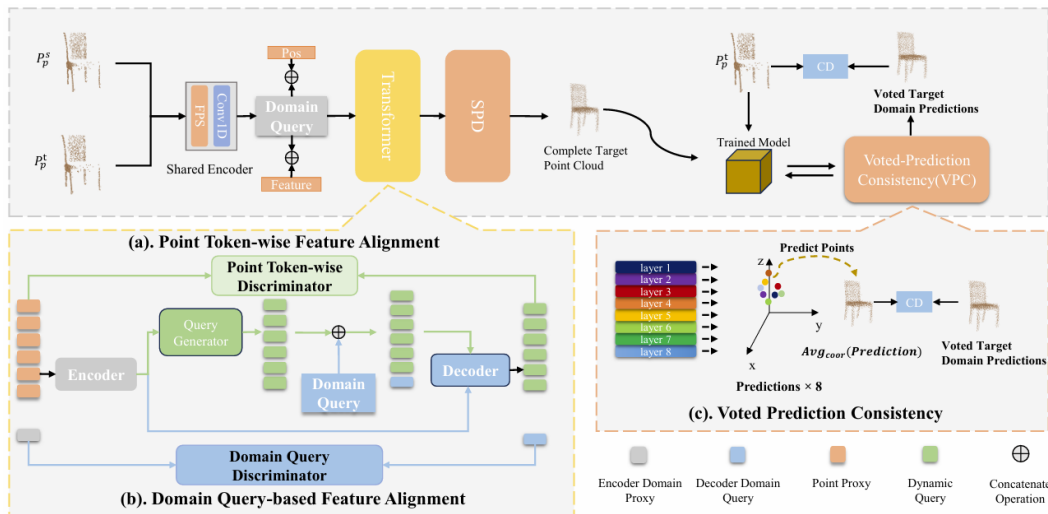 P_p^s
P_p^t
FPS
Conv1D
Shared Encoder
Pos
Domain
Query
Feature
Transformer
SPD
Complete Target
Point Cloud
P_p^t
CD
Voted Target
Domain Predictions
Trained Model
Voted-Prediction
Consistency(VPC)
(a). Point Token-wise Feature Alignment
Point Token-wise
Discriminator
Query
Generator
Encoder
Domain
Query
Decoder
Domain Query
Discriminator
(b). Domain Query-based Feature Alignment
layer 1
layer 2
layer 3
layer 4
layer 5
layer 6
layer 7
layer 8
Predict Points
z
y
x
Predictions × 8
Avg_coor(Prediction)
CD
Voted Target
Domain Predictions
(c). Voted Prediction Consistency
Encoder Domain
Proxy
Decoder Domain
Query
Point Proxy
Dynamic
Query
Concatenate
Operation